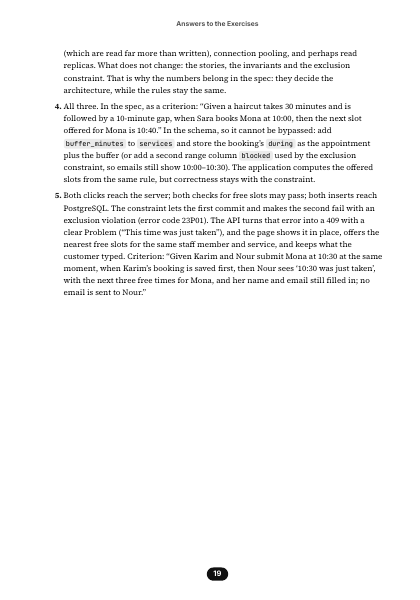 Answers to the Exercises
(which are read far more than written), connection pooling, and perhaps read
replicas. What does not change: the stories, the invariants and the exclusion
constraint. That is why the numbers belong in the spec: they decide the
architecture, while the rules stay the same.
4. All three. In the spec, as a criterion: “Given a haircut takes 30 minutes and is
followed by a 10-minute gap, when Sara books Mona at 10:00, then the next slot
offered for Mona is 10:40.” In the schema, so it cannot be bypassed: add
buffer_minutes to services and store the booking’s during as the appointment
plus the buffer (or add a second range column blocked used by the exclusion
constraint, so emails still show 10:00–10:30). The application computes the offered
slots from the same rule, but correctness stays with the constraint.
5. Both clicks reach the server; both checks for free slots may pass; both inserts reach
PostgreSQL. The constraint lets the first commit and makes the second fail with an
exclusion violation (error code 23P01). The API turns that error into a 409 with a
clear Problem (“This time was just taken”), and the page shows it in place, offers the
nearest free slots for the same staff member and service, and keeps what the
customer typed. Criterion: “Given Karim and Nour submit Mona at 10:30 at the same
moment, when Karim’s booking is saved first, then Nour sees ‘10:30 was just taken’,
with the next three free times for Mona, and her name and email still filled in; no
email is sent to Nour.”
19